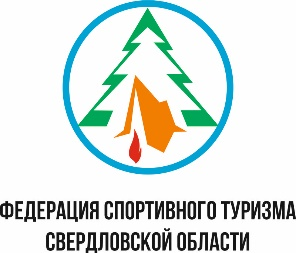 ФЕДЕРАЦИЯ СПОРТИВНОГО ТУРИЗМА
СВЕРДЛОВСКОЙ ОБЛАСТИ